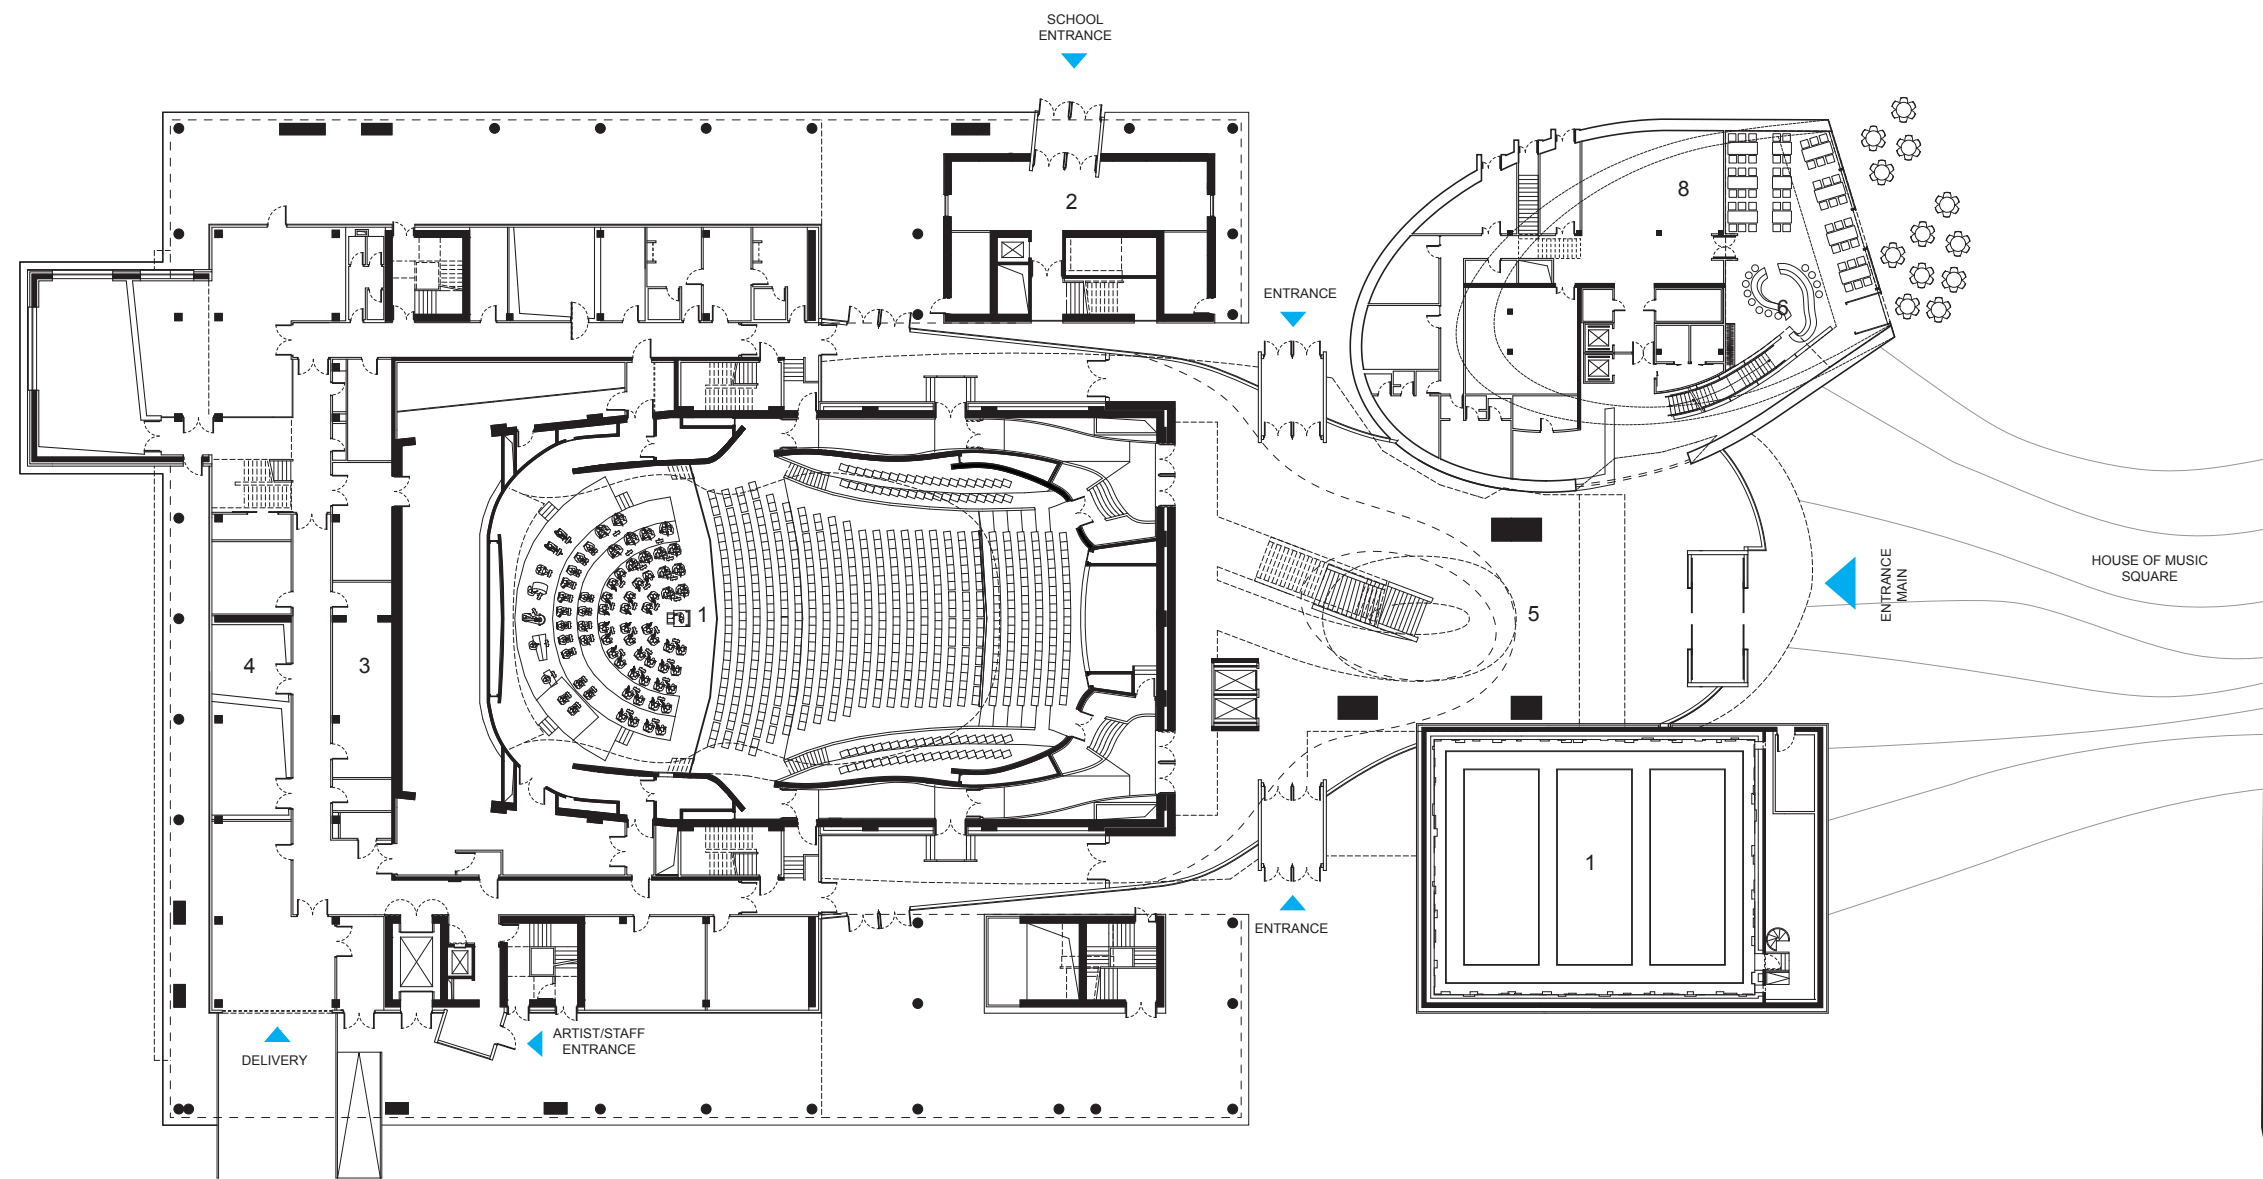 SCHOOL
ENTRANCE
2
8
ENTRANCE
6
HOUSE OF MUSIC
SQUARE
ENTRANCE
MAIN
1
5
4
3
1
ENTRANCE
ARTIST/STAFF
ENTRANCE
DELIVERY